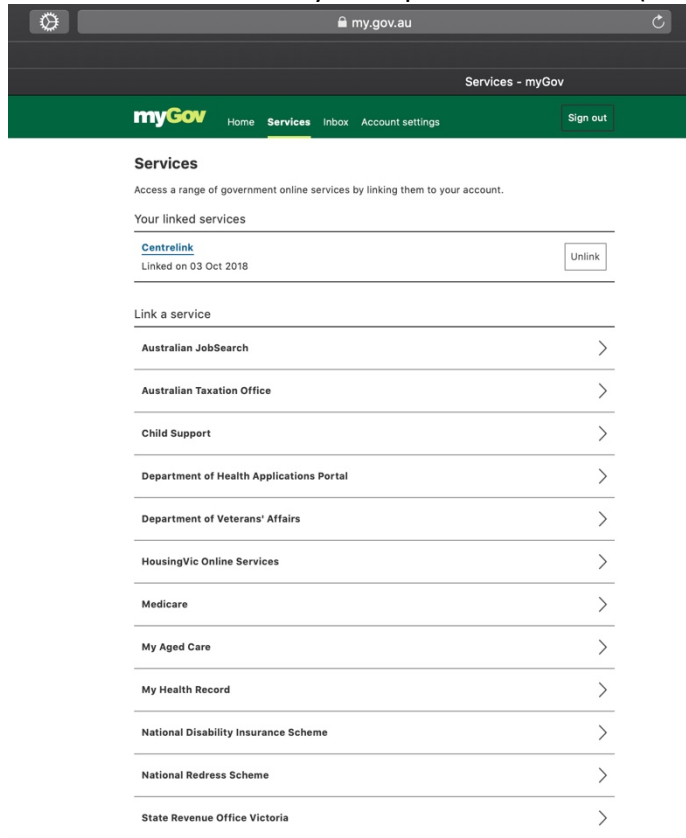 my.gov.au
Services - myGov
myGov Home Services Inbox Account settings Sign out
Services
Access a range of government online services by linking them to your account.
Your linked services
Centrelink
Linked on 03 Oct 2018
Unlink
Link a service
Australian JobSearch
Australian Taxation Office
Child Support
Department of Health Applications Portal
Department of Veterans' Affairs
HousingVic Online Services
Medicare
My Aged Care
My Health Record
National Disability Insurance Scheme
National Redress Scheme
State Revenue Office Victoria